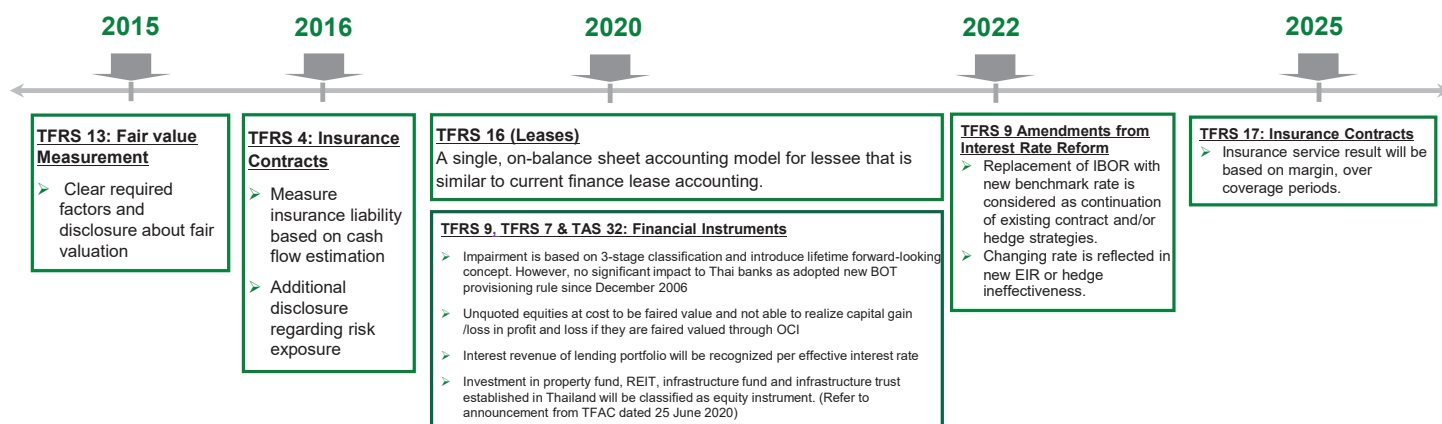 2015
2016
2020
2022
2025
TFRS 13: Fair value
Measurement
➢ Clear required
factors and
disclosure about fair
valuation
TFRS 4: Insurance
Contracts
➢ Measure
insurance liability
based on cash
flow estimation
➢ Additional
disclosure
regarding risk
exposure
TFRS 16 (Leases)
A single, on-balance sheet accounting model for lessee that is
similar to current finance lease accounting.
TFRS 9, TFRS 7 & TAS 32: Financial Instruments
➢ Impairment is based on 3-stage classification and introduce lifetime forward-looking
concept. However, no significant impact to Thai banks as adopted new BOT
provisioning rule since December 2006
➢ Unquoted equities at cost to be faired value and not able to realize capital gain
/loss in profit and loss if they are faired valued through OCI
➢ Interest revenue of lending portfolio will be recognized per effective interest rate
➢ Investment in property fund, REIT, infrastructure fund and infrastructure trust
established in Thailand will be classified as equity instrument. (Refer to
announcement from TFAC dated 25 June 2020)
TFRS 9 Amendments from
Interest Rate Reform
➢ Replacement of IBOR with
new benchmark rate is
considered as continuation
of existing contract and/or
hedge strategies.
➢ Changing rate is reflected in
new EIR or hedge
ineffectiveness.
TFRS 17: Insurance Contracts
➢ Insurance service result will be
based on margin, over
coverage periods.